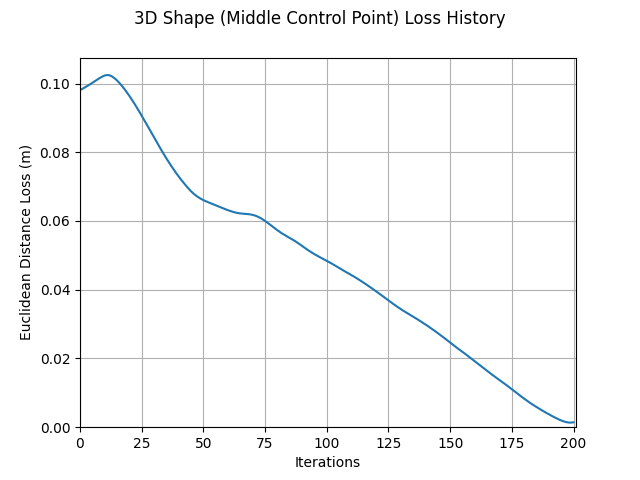 3D Shape (Middle Control Point) Loss History
Euclidean Distance Loss (m)
0.10
0.08
0.06
0.04
0.02
0.00
0 25 50 75 100 125 150 175 200
Iterations